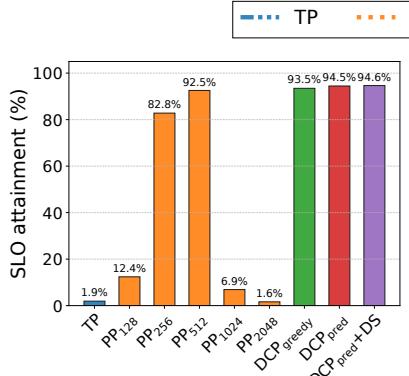 TP
SLO attainment (%)
100
80
60
40
20
0
1.9%
12.4%
82.8%
92.5%
6.9%
1.6%
93.5%
94.5%
94.6%
TP
PP128
PP256
PP512
PP1024
PP2048
DCPgreedy
DCPpred
DCPpred+DS